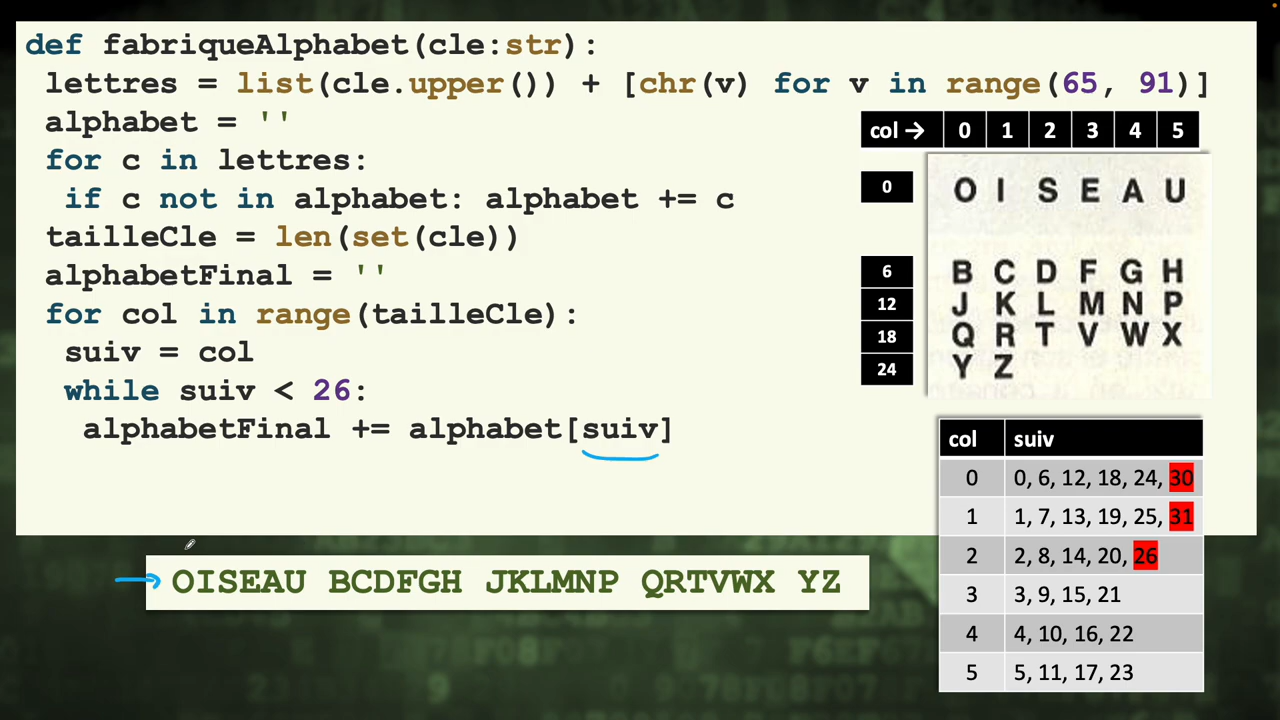 def fabriqueAlphabet(cle:str):
lettres = list(cle.upper()) + [chr(v) for v in range(65, 91)]
alphabet = ''
for c in lettres:
if c not in alphabet: alphabet += c
tailleCle = len(set(cle))
alphabetFinal = ''
for col in range(tailleCle):
suiv = col
while suiv < 26:
alphabetFinal += alphabet[suiv]
col → 0 1 2 3 4 5
0 O I S E A U
6 B C D F G H
12 J K L M N P
18 Q R T V W X
24 Y Z
col suiv
0 0, 6, 12, 18, 24, 30
1 1, 7, 13, 19, 25, 31
2 2, 8, 14, 20, 26
3 3, 9, 15, 21
4 4, 10, 16, 22
5 5, 11, 17, 23
OISEAU BCDFGH JKLMNP QRTVWX YZ